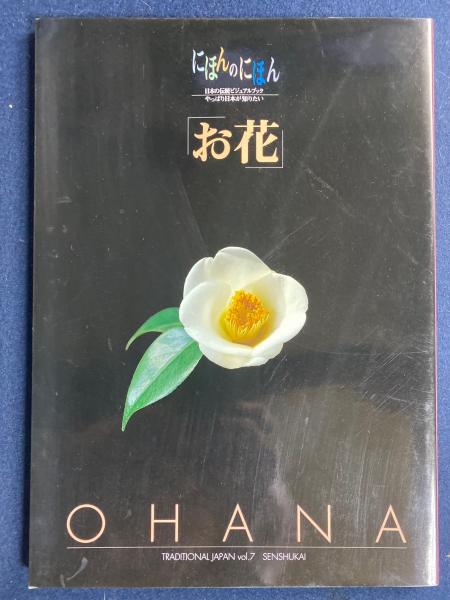 にほんのにほん
日本の伝統ビジュアルブック
やっぱり日本が知りたい
「お花」
OHANA
TRADITIONAL JAPAN vol.7 SENSHUKAI